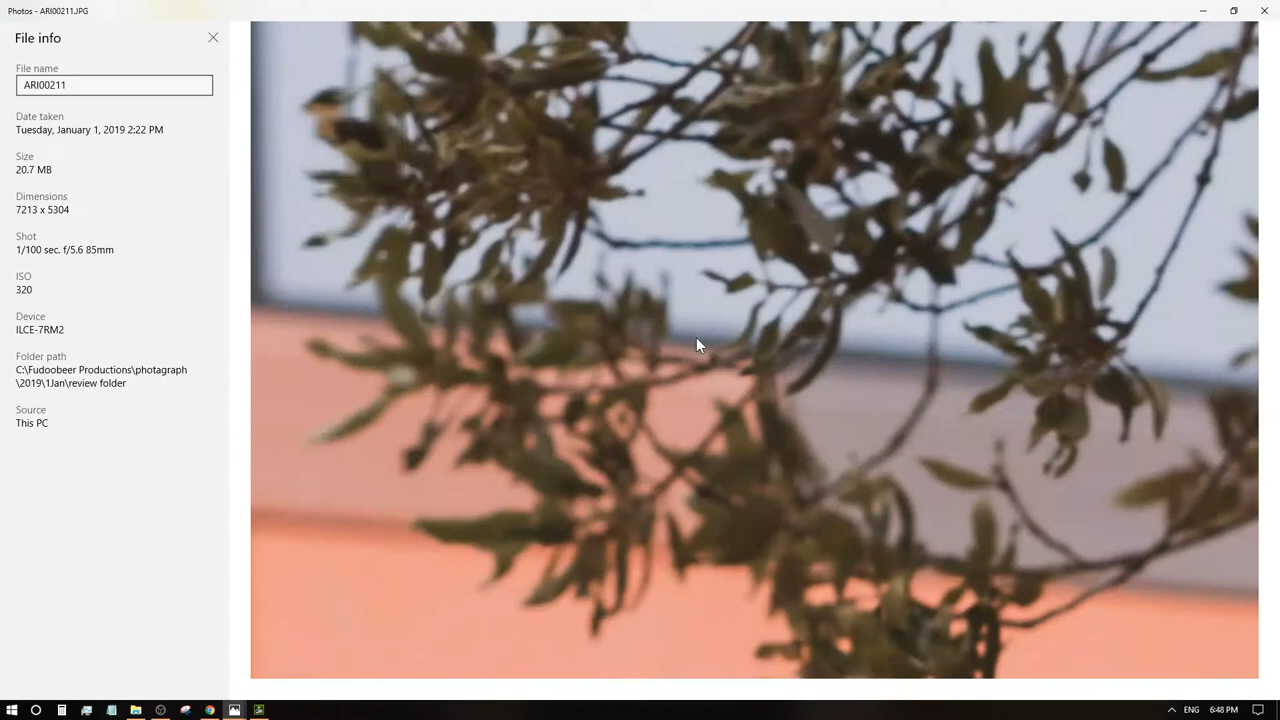 Photos - ARI00211.JPG
File info
File name
ARI00211
Date taken
Tuesday, January 1, 2019 2:22 PM
Size
20.7 MB
Dimensions
7213 x 5304
Shot
1/100 sec. f/5.6 85mm
ISO
320
Device
ILCE-7RM2
Folder path
C:\Fudoobeer Productions\photagraph
\2019\1Jan\review folder
Source
This PC
ENG
6:48 PM